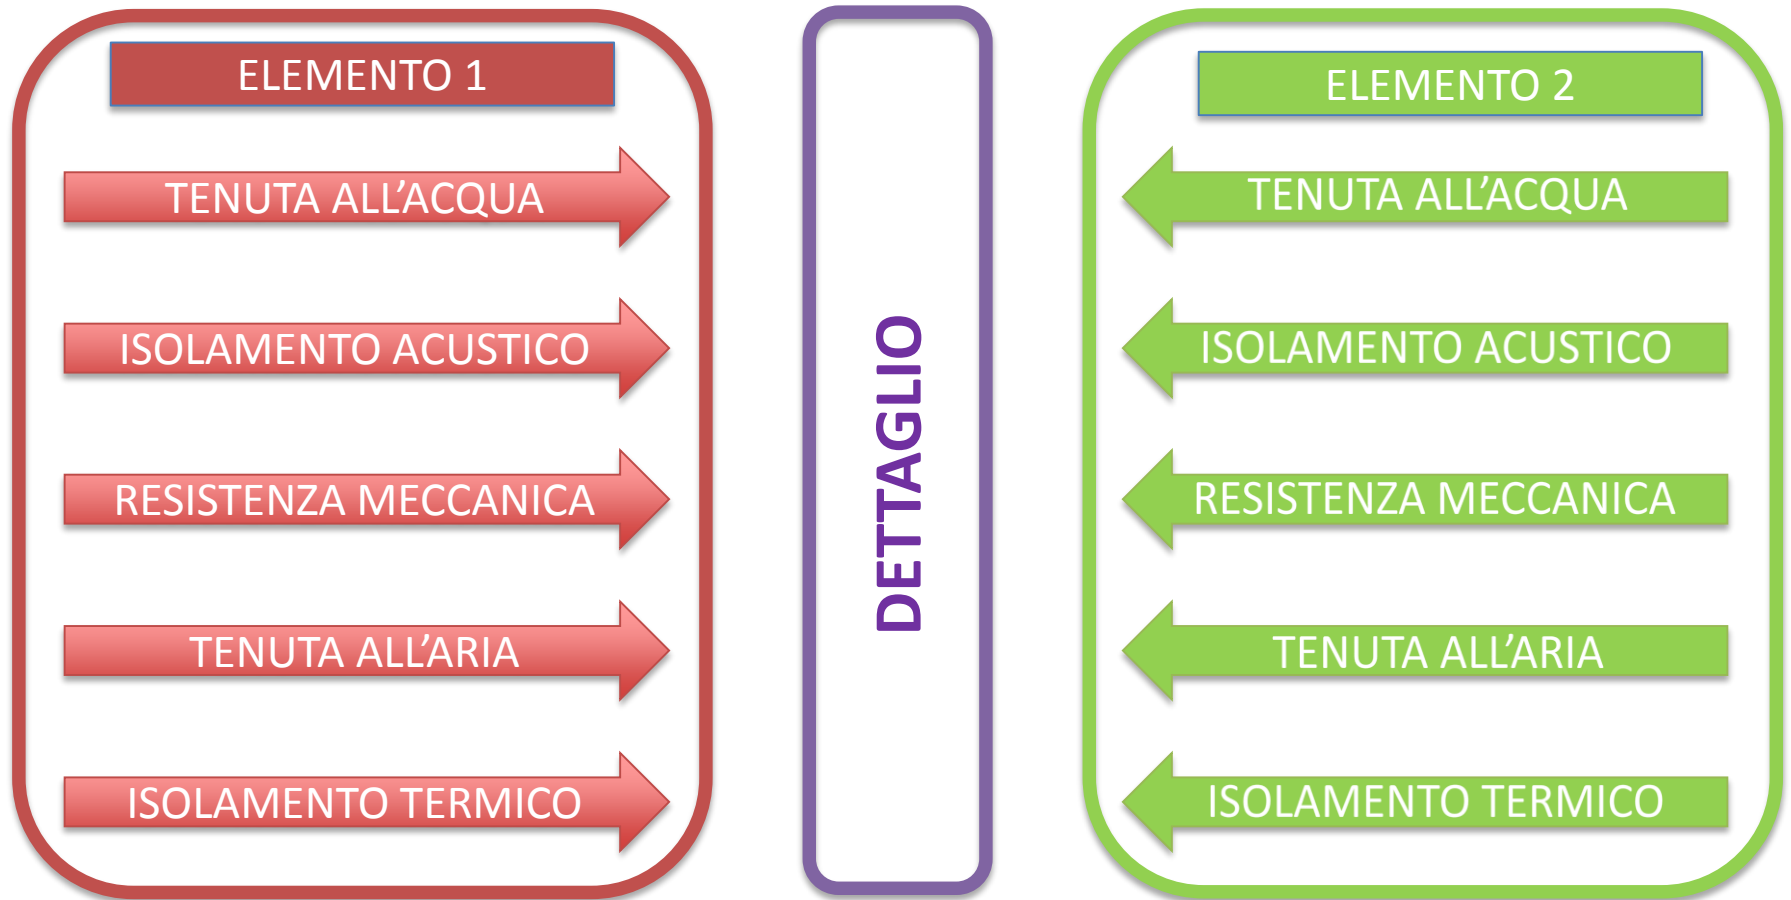 ELEMENTO 1
TENUTA ALL’ACQUA
ISOLAMENTO ACUSTICO
RESISTENZA MECCANICA
TENUTA ALL’ARIA
ISOLAMENTO TERMICO
DETTAGLIO
ELEMENTO 2
TENUTA ALL’ACQUA
ISOLAMENTO ACUSTICO
RESISTENZA MECCANICA
TENUTA ALL’ARIA
ISOLAMENTO TERMICO